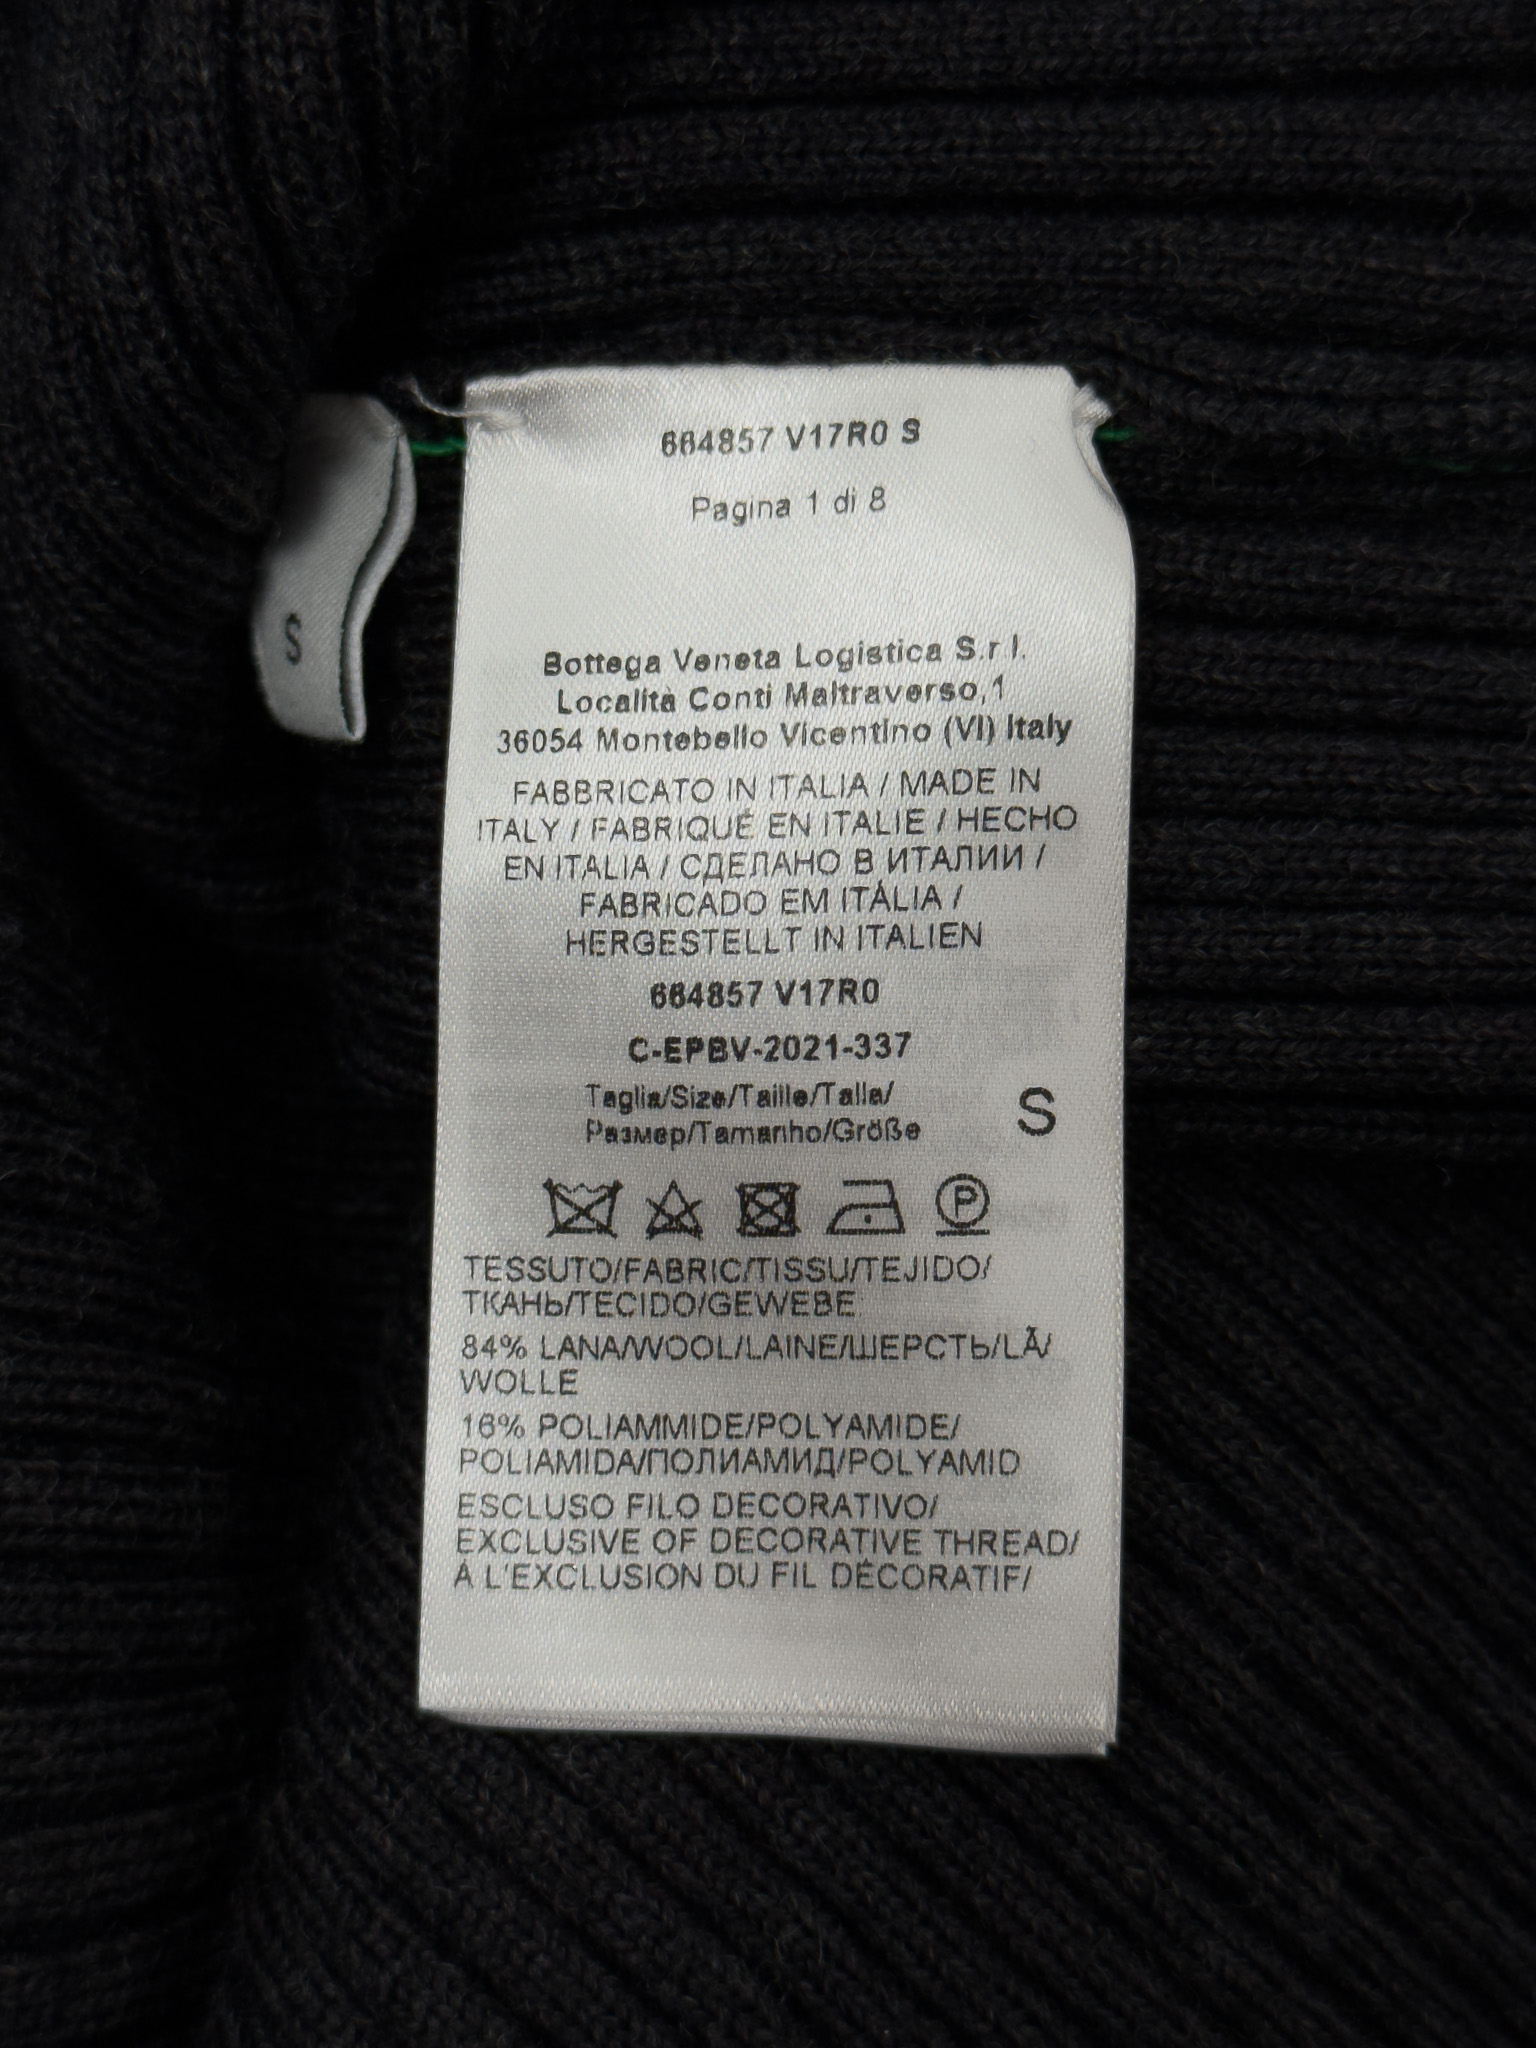 664857 V17R0 S
Pagina 1 di 8
S
Bottega Veneta Logistica S.r.l.
Località Conti Maltraverso,1
36054 Montebello Vicentino (VI) Italy
FABBRICATO IN ITALIA / MADE IN
ITALY / FABRIQUÉ EN ITALIE / HECHO
EN ITALIA / СДЕЛАНО В ИТАЛИИ /
FABRICADO EM ITÁLIA /
HERGESTELLT IN ITALIEN
664857 V17R0
C-EPBV-2021-337
Taglia/Size/Taille/Talla/
Размер/Tamanho/Größe S
P
TESSUTO/FABRIC/TISSU/TEJIDO/
ТКАНЬ/TECIDO/GEWEBE
84% LANA/WOOL/LAINE/ШЕРСТЬ/LÃ/
WOLLE
16% POLIAMMIDE/POLYAMIDE/
POLIAMIDA/ПОЛИАМИД/POLYAMID
ESCLUSO FILO DECORATIVO/
EXCLUSIVE OF DECORATIVE THREAD/
À L'EXCLUSION DU FIL DÉCORATIF/